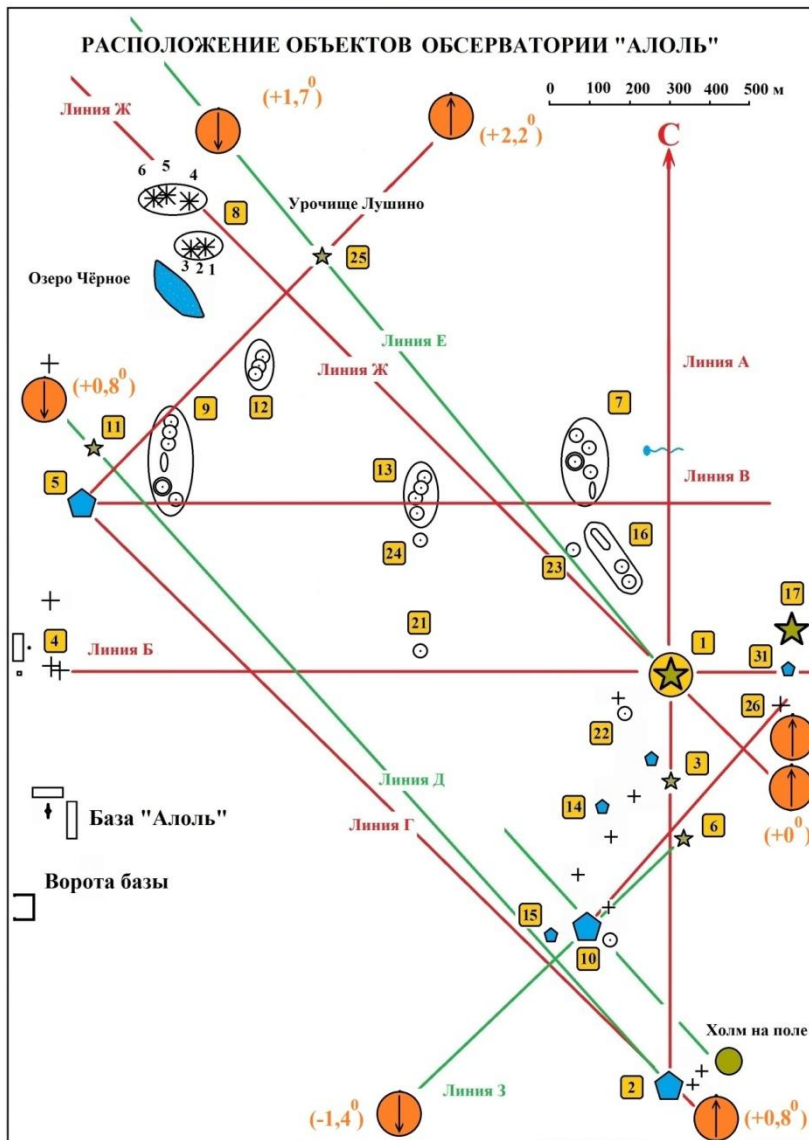 РАСПОЛОЖЕНИЕ ОБЪЕКТОВ ОБСЕРВАТОРИИ "АЛОЛЬ"
Линия Ж
(+1,7⁰)
(+2,2⁰)
0 100 200 300 400 500 м
С
6 5 4
8
Урочище Лушино
3 2 1
25
Озеро Чёрное
Линия Е
Линия Ж
Линия А
(+0,8⁰)
11
9
12
7
5
13
Линия В
24
23
16
17
4
21
1
31
Линия Б
26
22
3
Линия Д
14
База "Алоль"
Линия Г
6
(+0⁰)
Ворота базы
15
10
Холм на поле
2
(-1,4⁰)
Линия З
(+0,8⁰)